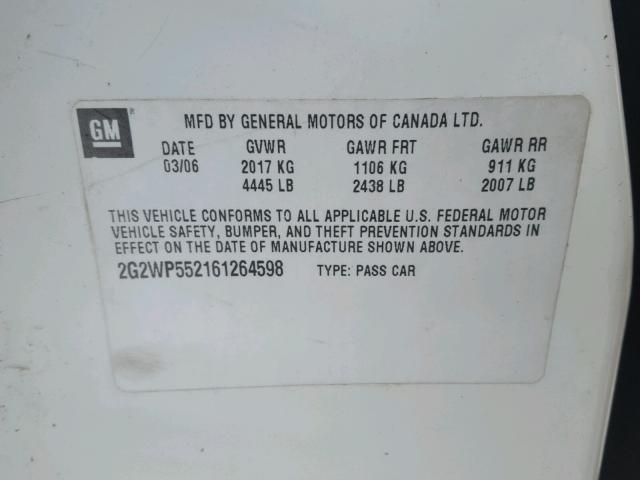 GM
MFD BY GENERAL MOTORS OF CANADA LTD.
DATE GVWR GAWR FRT GAWR RR
03/06 2017 KG 1106 KG 911 KG
4445 LB 2438 LB 2007 LB
THIS VEHICLE CONFORMS TO ALL APPLICABLE U.S. FEDERAL MOTOR
VEHICLE SAFETY, BUMPER, AND THEFT PREVENTION STANDARDS IN
EFFECT ON THE DATE OF MANUFACTURE SHOWN ABOVE.
2G2WP552161264598 TYPE: PASS CAR